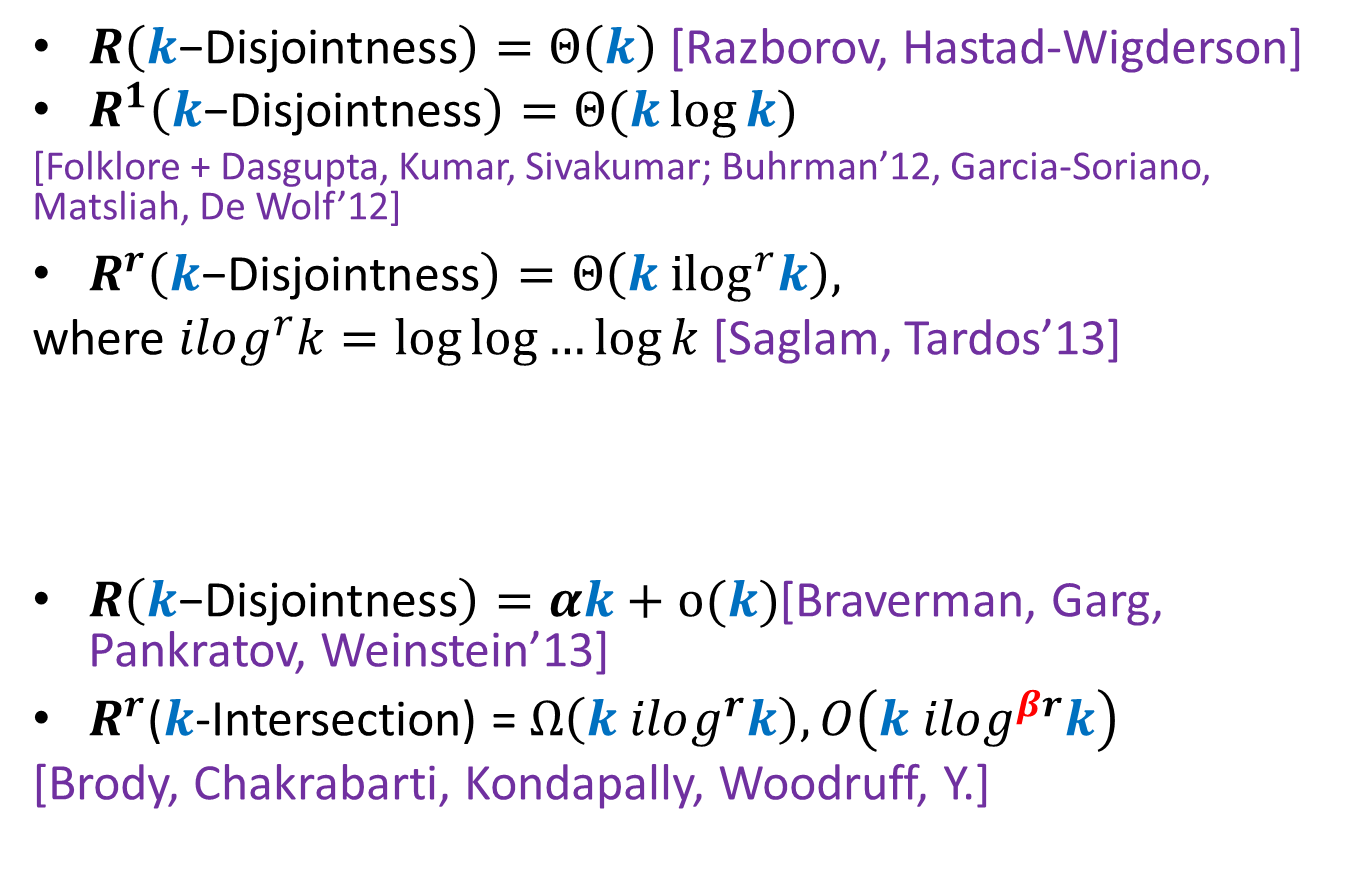 • R(k−Disjointness) = Θ(k) [Razborov, Hastad-Wigderson]
• R¹(k−Disjointness) = Θ(k log k)
[Folklore + Dasgupta, Kumar, Sivakumar; Buhrman’12, Garcia-Soriano,
Matsliah, De Wolf’12]
• Rʳ(k−Disjointness) = Θ(k ilogʳ k),
where ilogʳ k = log log … log k [Saglam, Tardos’13]
• R(k−Disjointness) = αk + o(k)[Braverman, Garg,
Pankratov, Weinstein’13]
• Rʳ(k-Intersection) = Ω(k ilogʳ k), O(k ilog^βr k)
[Brody, Chakrabarti, Kondapally, Woodruff, Y.]